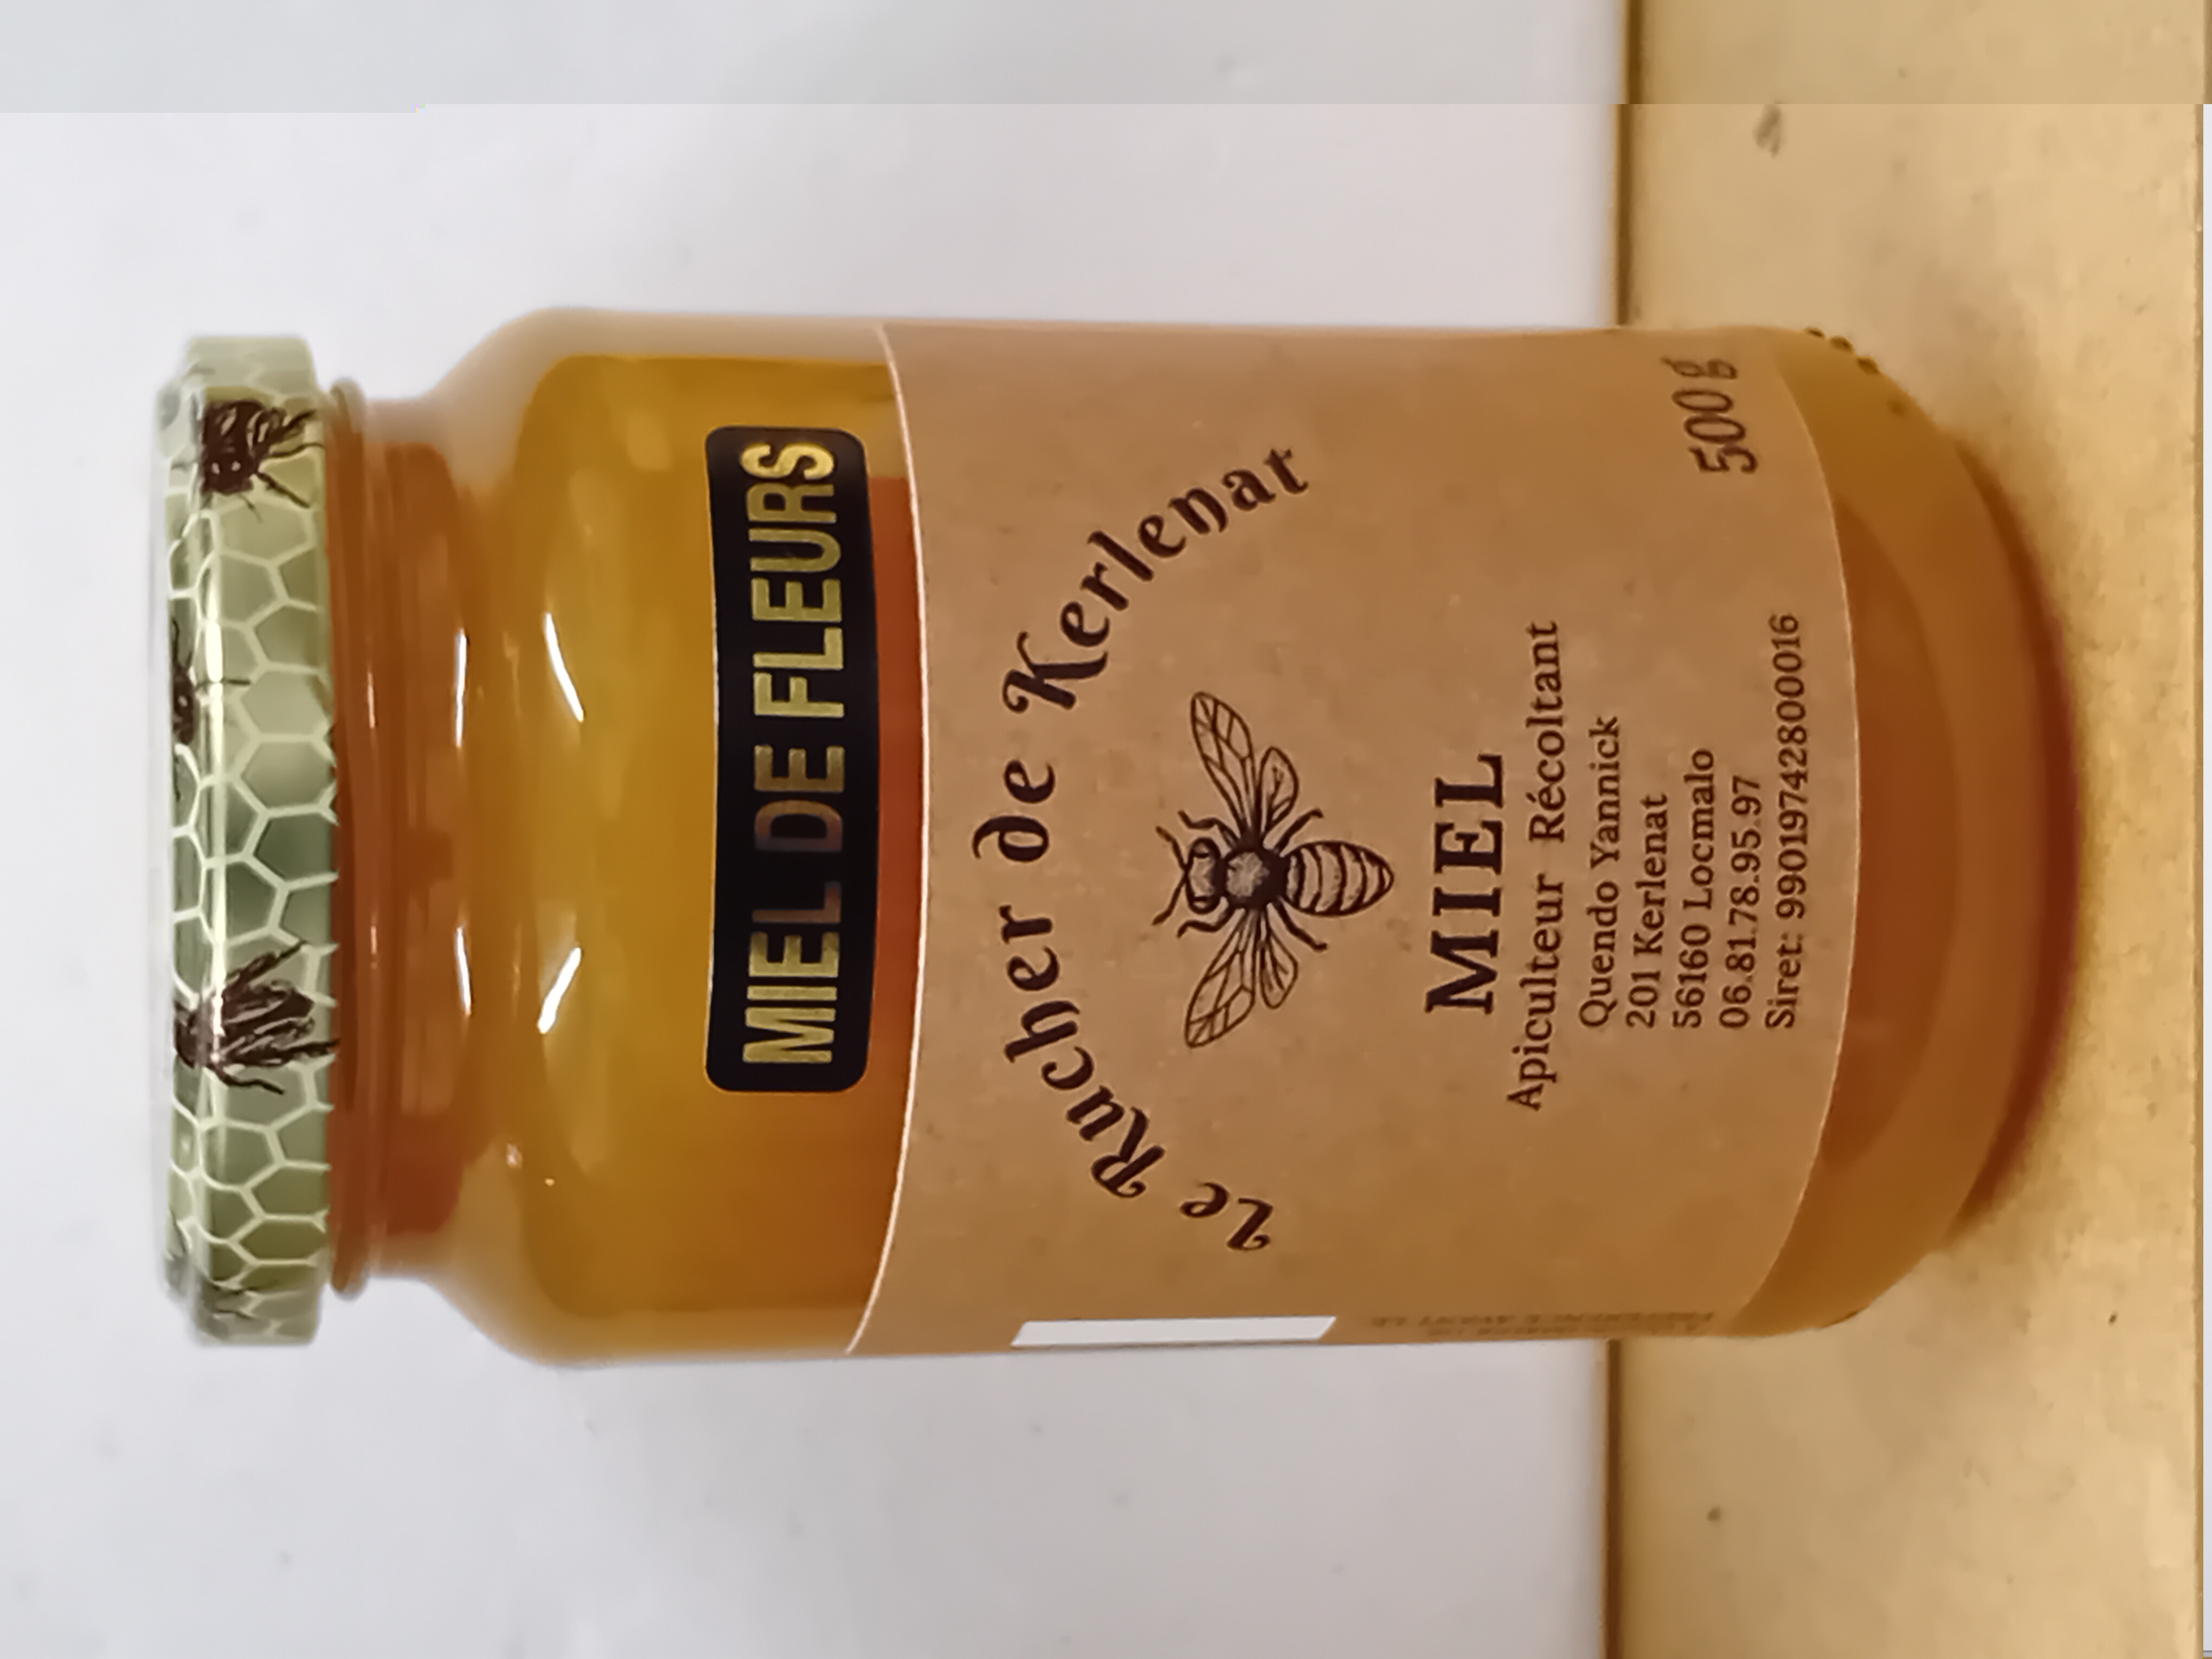 MIEL DE FLEURS
Le Rucher de Kerlenat
MIEL
Apiculteur Récoltant
Quendo Yannick
201 Kerlenat
56160 Locmalo
06.81.78.95.97
Siret: 99019742800016
500g